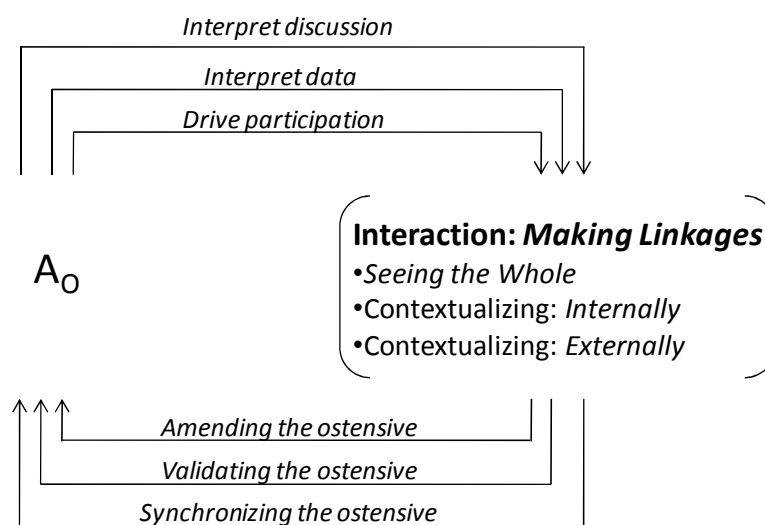 Interpret discussion
Interpret data
Drive participation
A₀
Interaction: Making Linkages
•Seeing the Whole
•Contextualizing: Internally
•Contextualizing: Externally
Amending the ostensive
Validating the ostensive
Synchronizing the ostensive